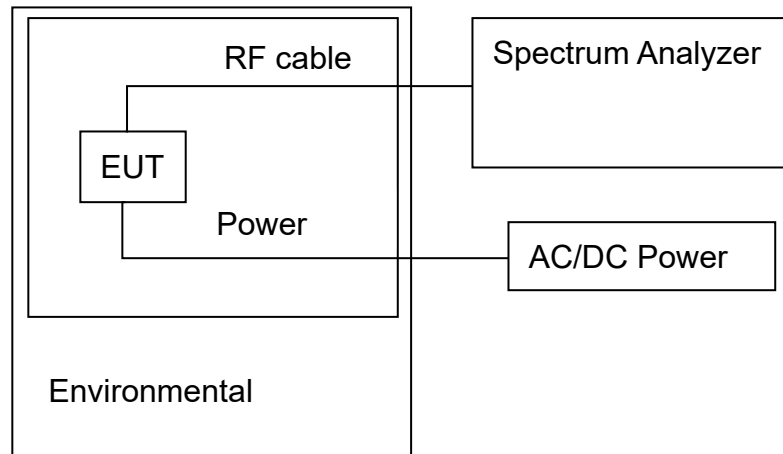 RF cable
Spectrum Analyzer
EUT
Power
AC/DC Power
Environmental